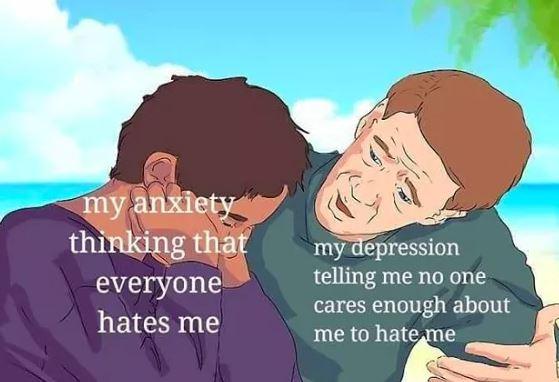 my anxiety
thinking that
everyone
hates me
my depression
telling me no one
cares enough about
me to hate me